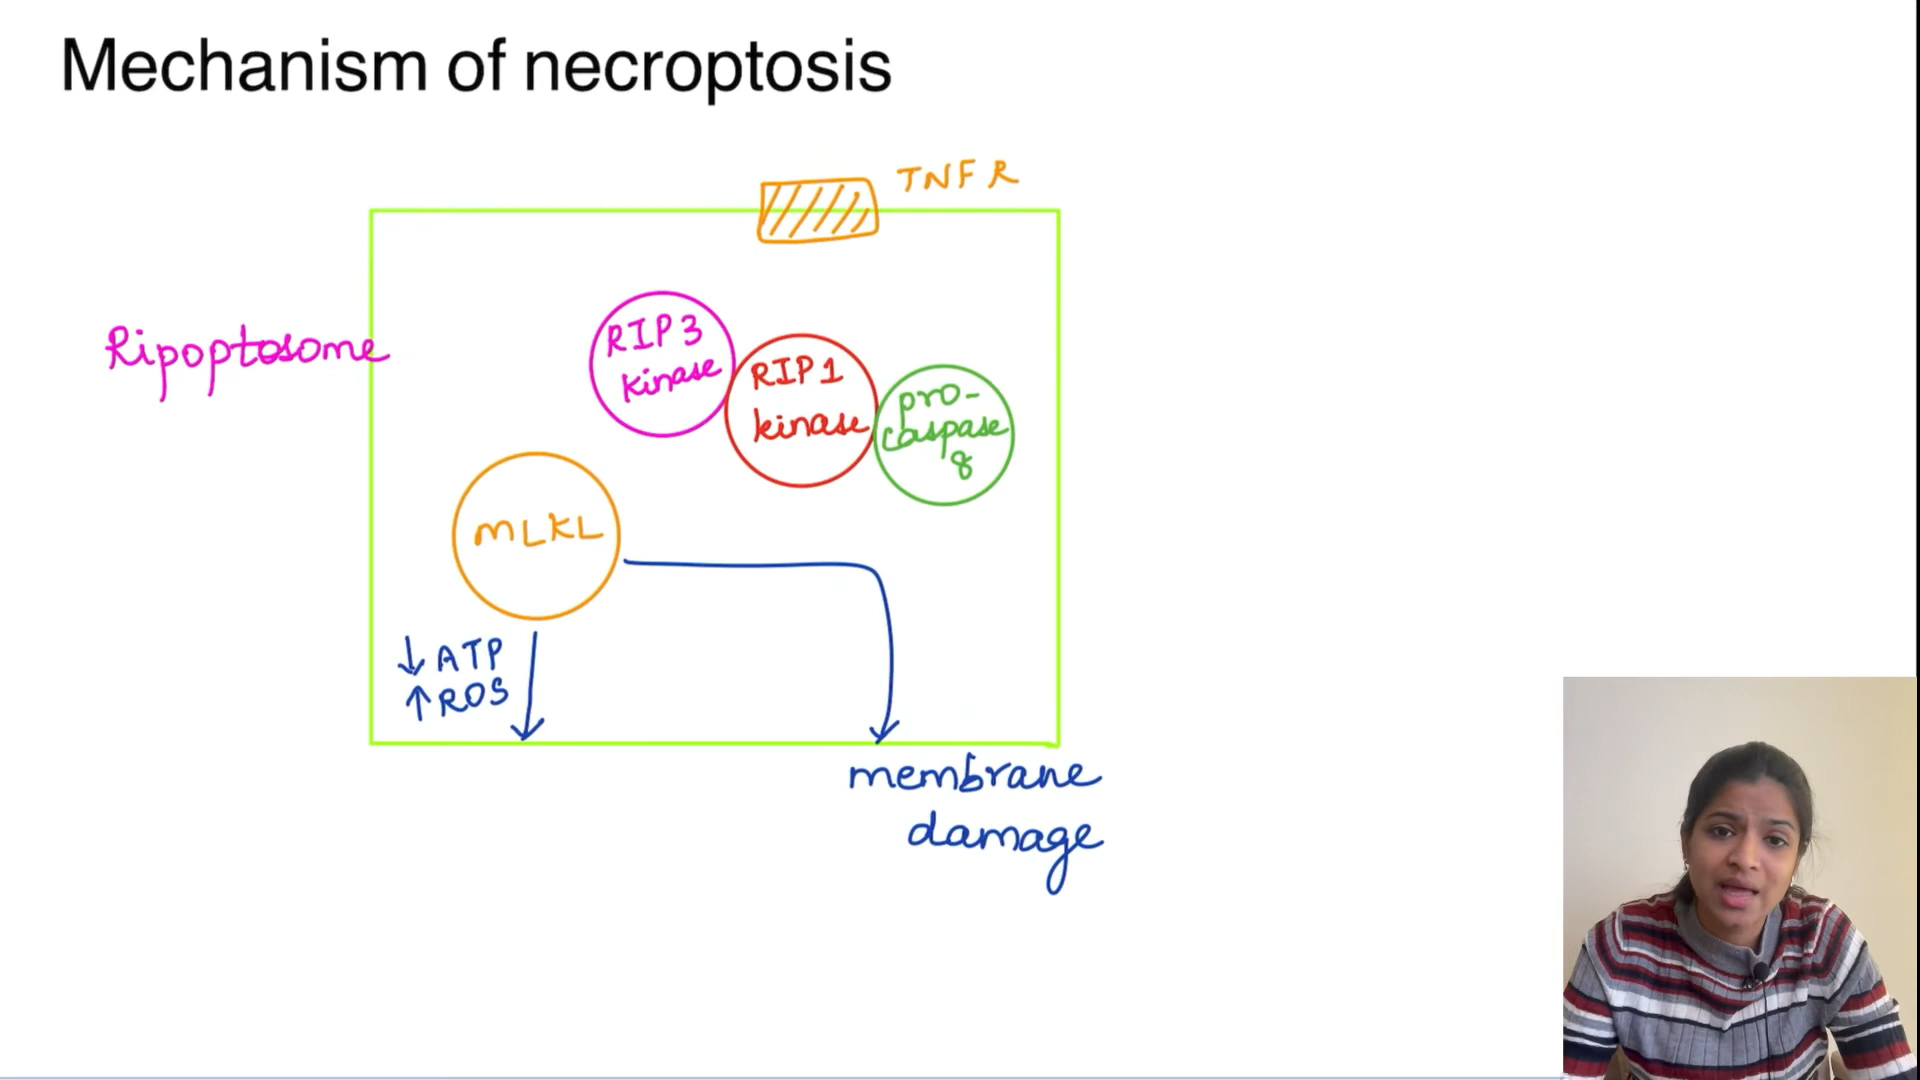 Mechanism of necroptosis
TNFR
Ripoptosome
RIP3
kinase
RIP1
kinase
pro-
caspase
8
MLKL
↓ ATP
↑ ROS
membrane
damage